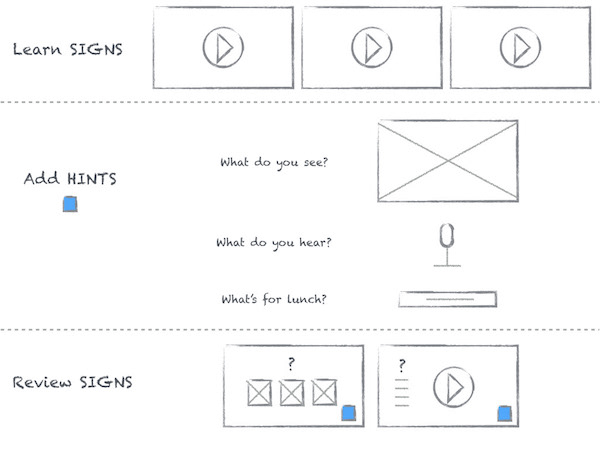 Learn SIGNS
Add HINTS
What do you see?
What do you hear?
What's for lunch?
Review SIGNS
?
?